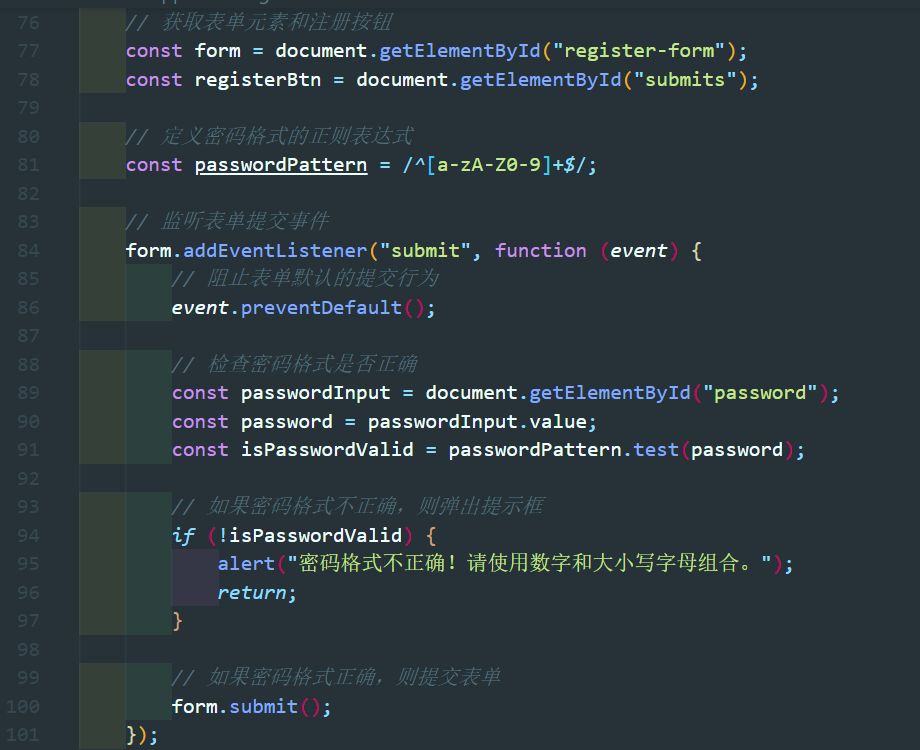 76 // 获取表单元素和注册按钮
77 const form = document.getElementById("register-form");
78 const registerBtn = document.getElementById("submits");
79
80 // 定义密码格式的正则表达式
81 const passwordPattern = /^[a-zA-Z0-9]+$/;
82
83 // 监听表单提交事件
84 form.addEventListener("submit", function (event) {
85 // 阻止表单默认的提交行为
86 event.preventDefault();
87
88 // 检查密码格式是否正确
89 const passwordInput = document.getElementById("password");
90 const password = passwordInput.value;
91 const isPasswordValid = passwordPattern.test(password);
92
93 // 如果密码格式不正确，则弹出提示框
94 if (!isPasswordValid) {
95 alert("密码格式不正确！请使用数字和大小写字母组合。");
96 return;
97 }
98
99 // 如果密码格式正确，则提交表单
100 form.submit();
101 });